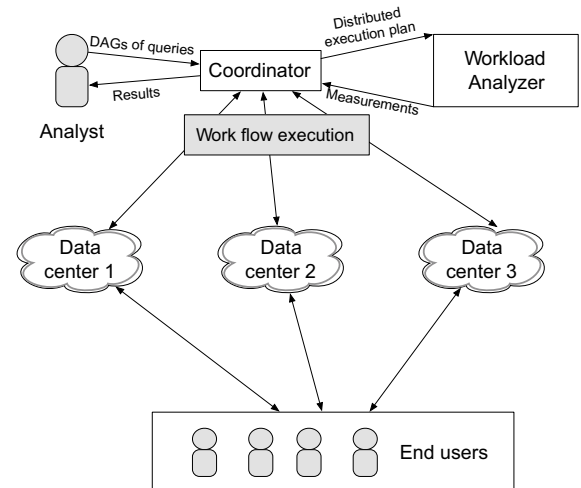 DAGs of queries
Results
Analyst
Coordinator
Distributed
execution plan
Measurements
Workload
Analyzer
Work flow execution
Data
center 1
Data
center 2
Data
center 3
End users